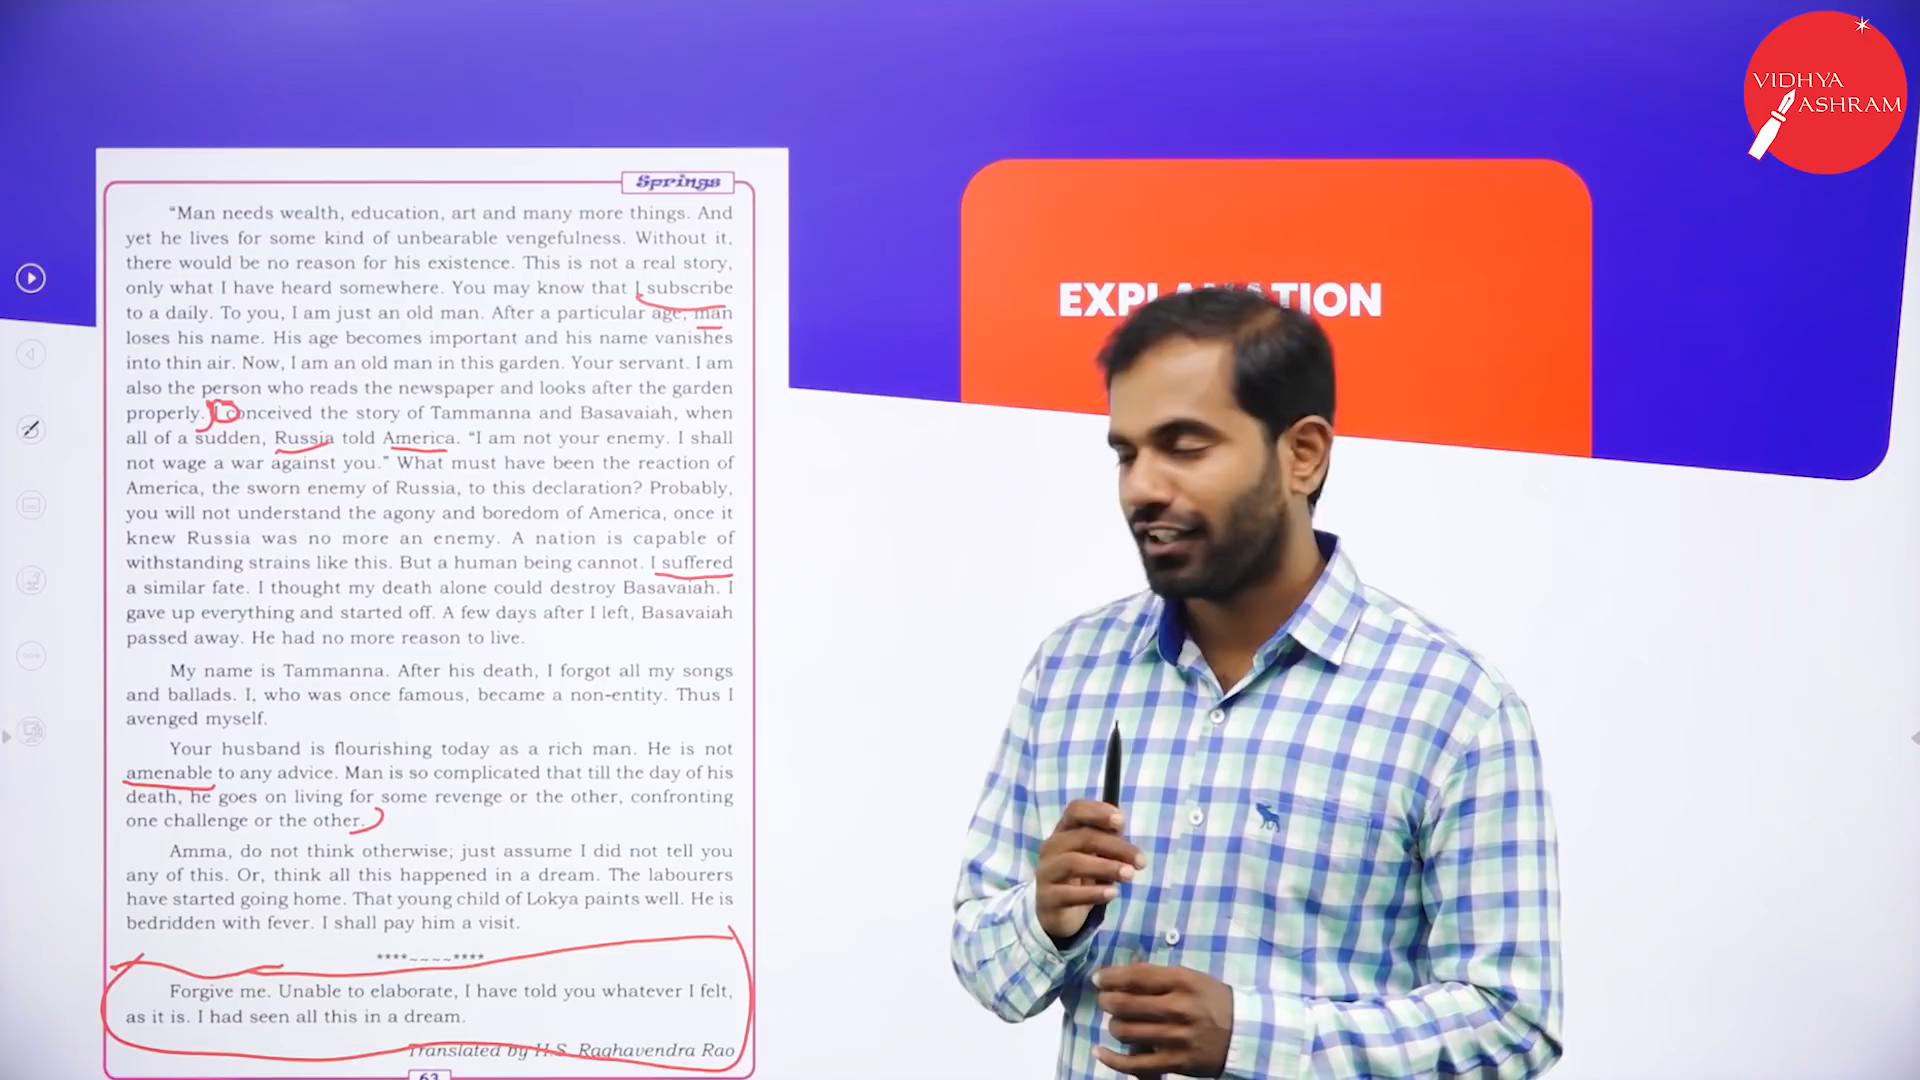 VIDHYA
ASHRAM
Springs
“Man needs wealth, education, art and many more things. And
yet he lives for some kind of unbearable vengefulness. Without it,
there would be no reason for his existence. This is not a real story,
only what I have heard somewhere. You may know that I subscribe
to a daily. To you, I am just an old man. After a particular age, man
loses his name. His age becomes important and his name vanishes
into thin air. Now, I am an old man in this garden. Your servant. I am
also the person who reads the newspaper and looks after the garden
properly. I conceived the story of Tammanna and Basavaiah, when
all of a sudden, Russia told America. “I am not your enemy. I shall
not wage a war against you.” What must have been the reaction of
America, the sworn enemy of Russia, to this declaration? Probably,
you will not understand the agony and boredom of America, once it
knew Russia was no more an enemy. A nation is capable of
withstanding strains like this. But a human being cannot. I suffered
a similar fate. I thought my death alone could destroy Basavaiah. I
gave up everything and started off. A few days after I left, Basavaiah
passed away. He had no more reason to live.
My name is Tammanna. After his death, I forgot all my songs
and ballads. I, who was once famous, became a non-entity. Thus I
avenged myself.
Your husband is flourishing today as a rich man. He is not
amenable to any advice. Man is so complicated that till the day of his
death, he goes on living for some revenge or the other, confronting
one challenge or the other.
Amma, do not think otherwise; just assume I did not tell you
any of this. Or, think all this happened in a dream. The labourers
have started going home. That young child of Lokya paints well. He is
bedridden with fever. I shall pay him a visit.
****~~~~****
Forgive me. Unable to elaborate, I have told you whatever I felt,
as it is. I had seen all this in a dream.
Translated by H.S. Raghavendra Rao
63
EXPLANATION